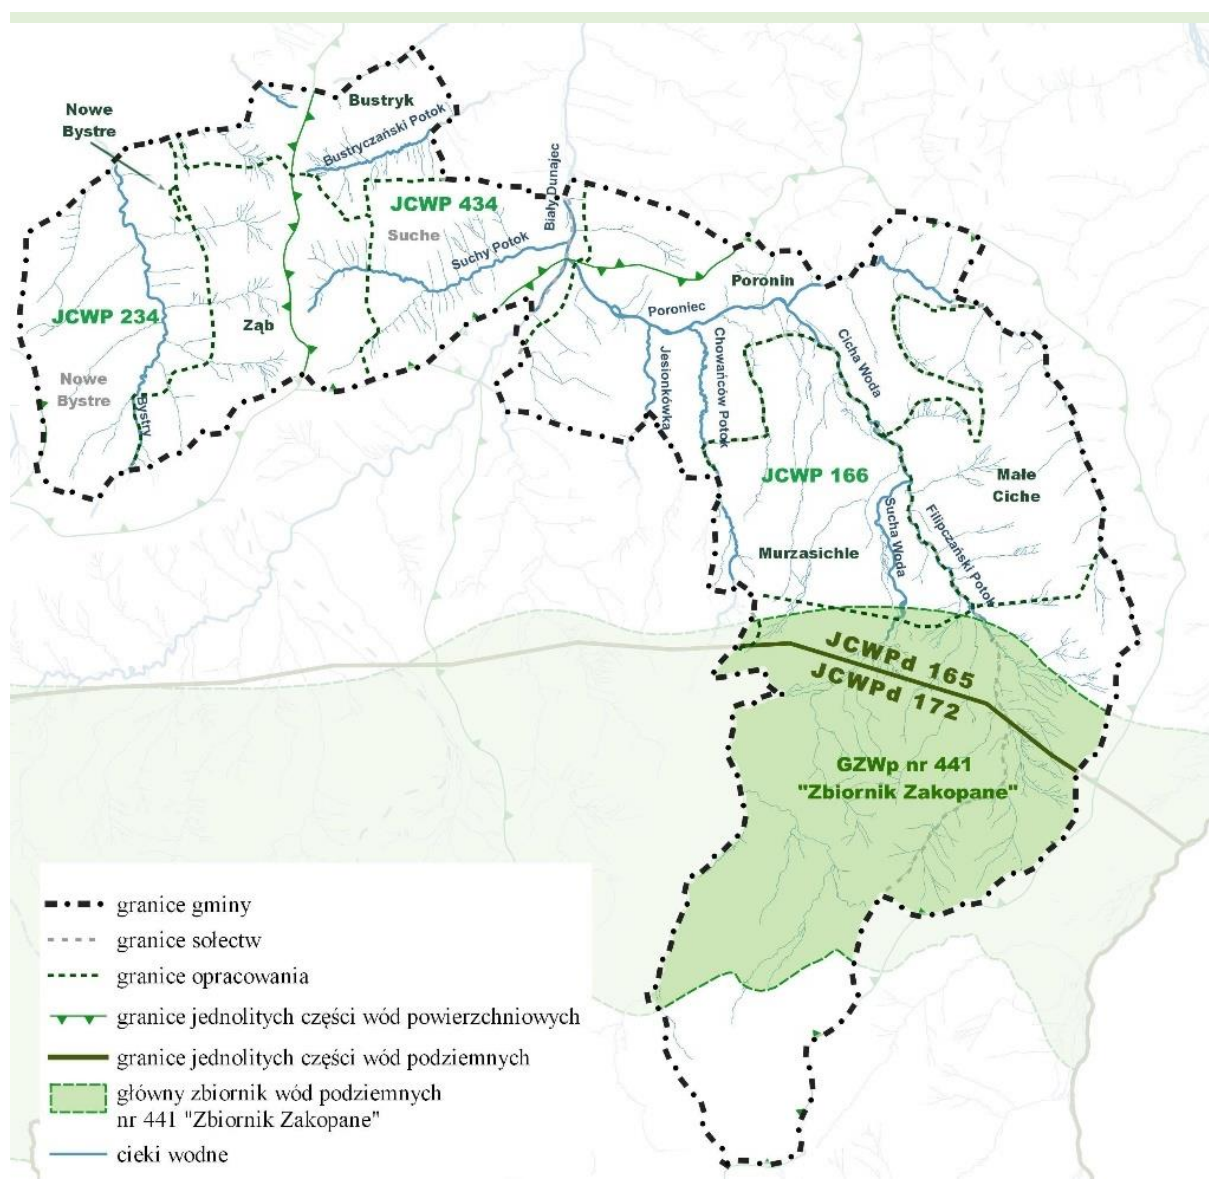 Nowe
Bystre
Bustryk
Bustryczański Potok
JCWP 434
Suche
Suchy Potok
Biały Dunajec
JCWP 234
Ząb
Nowe
Bystre
Bystry
Poronin
Poroniec
Jesionkówka
Chowańców Potok
Cicha Woda
JCWP 166
Małe
Ciche
Sucha Woda
Filipczański Potok
Murzasichle
JCWPd 165
JCWPd 172
GZWp nr 441
"Zbiornik Zakopane"
granice gminy
granice sołectw
granice opracowania
granice jednolitych części wód powierzchniowych
granice jednolitych części wód podziemnych
główny zbiornik wód podziemnych
nr 441 "Zbiornik Zakopane"
cieki wodne